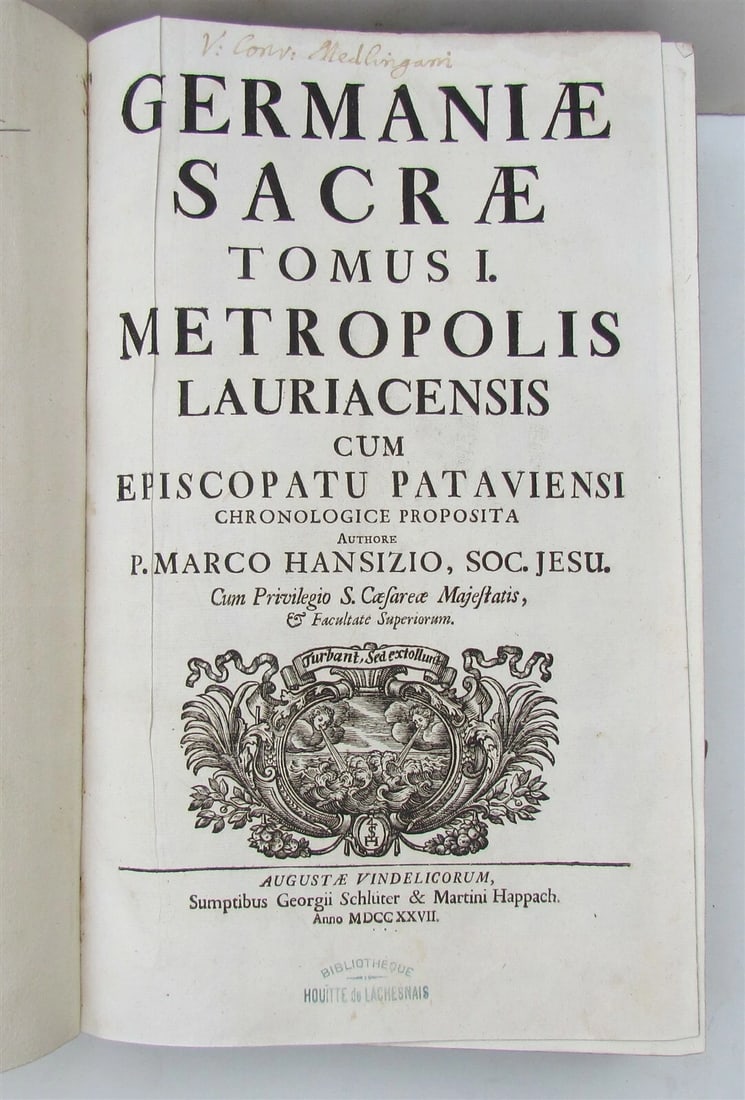 V: Conv: Medlingani
GERMANIÆ
SACRÆ
TOMUS I.
METROPOLIS
LAURIACENSIS
CUM
EPISCOPATU PATAVIENSI
CHRONOLOGICE PROPOSITA
AUTHORE
P. MARCO HANSIZIO, SOC. JESU.
Cum Privilegio S. Cæſareæ Majeſtatis,
& Facultate Superiorum.
Turbant, Sed extollunt
AUGUSTÆ VINDELICORUM,
Sumptibus Georgii Schlüter & Martini Happach.
Anno MDCCXXVII.
BIBLIOTHÈQUE
HOUITTE de LACHESNAIS